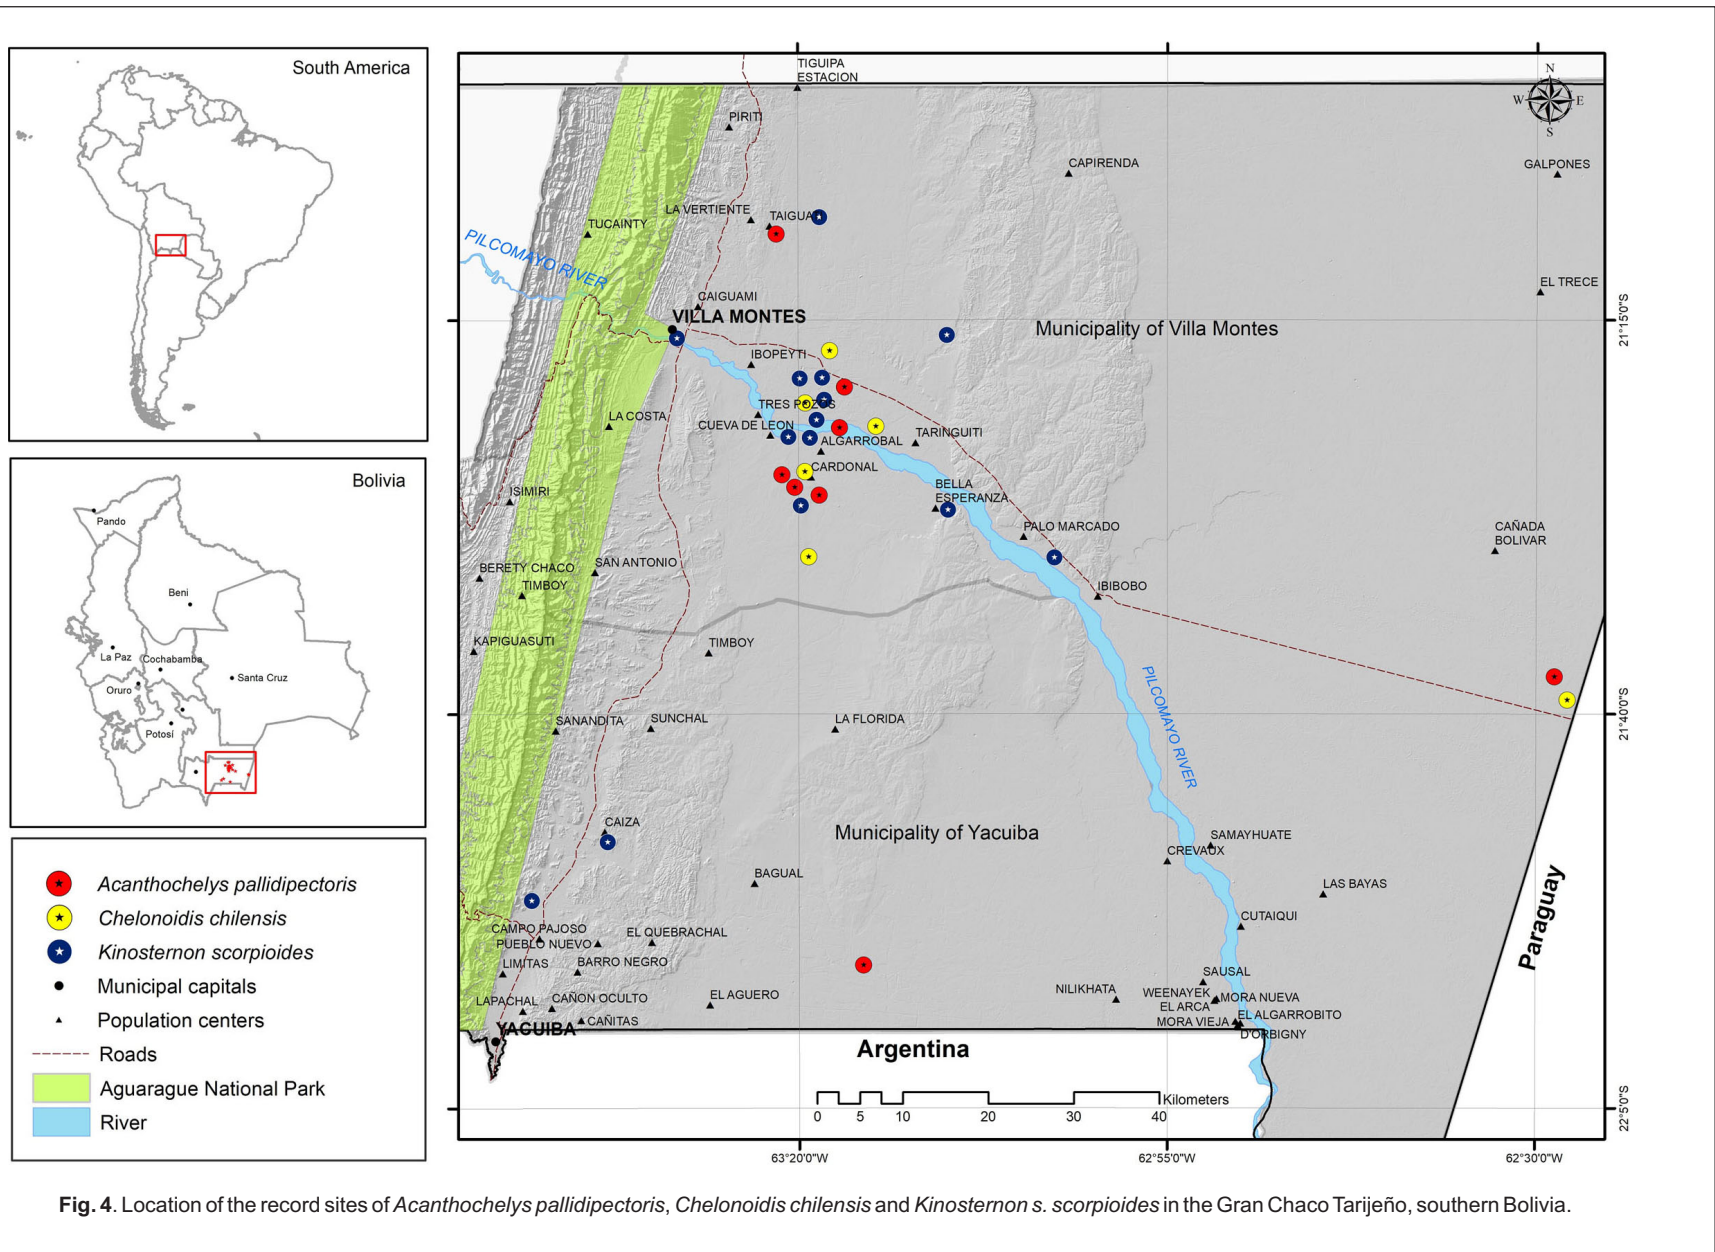 South America
Bolivia
Pando
Beni
La Paz
Cochabamba
Oruro
Santa Cruz
Potosí
Acanthochelys pallidipectoris
Chelonoidis chilensis
Kinosternon scorpioides
Municipal capitals
Population centers
Roads
Aguarague National Park
River
TIGUIPA
ESTACION
N
W
E
S
PIRITI
CAPIRENDA
GALPONES
LA VERTIENTE
TAIGUA
TUCAINTY
PILCOMAYO RIVER
EL TRECE
CAIGUAMI
VILLA MONTES
Municipality of Villa Montes
21°15'0"S
IBOPEYTI
TRES POZOS
LA COSTA
CUEVA DE LEON
ALGARROBAL
TARINGUITI
CARDONAL
ISIMIRI
BELLA
ESPERANZA
PALO MARCADO
CAÑADA
BOLIVAR
BERETY CHACO
SAN ANTONIO
TIMBOY
IBIBOBO
KAPIGUASUTI
TIMBOY
PILCOMAYO RIVER
SANANDITA
SUNCHAL
LA FLORIDA
21°40'0"S
CAIZA
Municipality of Yacuiba
SAMAYHUATE
CREVAUX
BAGUAL
LAS BAYAS
CUTAIQUI
Paraguay
CAMPO PAJOSO
PUEBLO NUEVO
EL QUEBRACHAL
LIMITAS
BARRO NEGRO
SAUSAL
NILIKHATA
WEENAYEK
MORA NUEVA
EL ARCA
LAPACHAL
CAÑON OCULTO
EL AGUERO
EL ALGARROBITO
MORA VIEJA
CAÑITAS
YACUIBA
D'ORBIGNY
Argentina
Kilometers
0 5 10 20 30 40
22°5'0"S
63°20'0"W
62°55'0"W
62°30'0"W
Fig. 4. Location of the record sites of Acanthochelys pallidipectoris, Chelonoidis chilensis and Kinosternon s. scorpioides in the Gran Chaco Tarijeño, southern Bolivia.